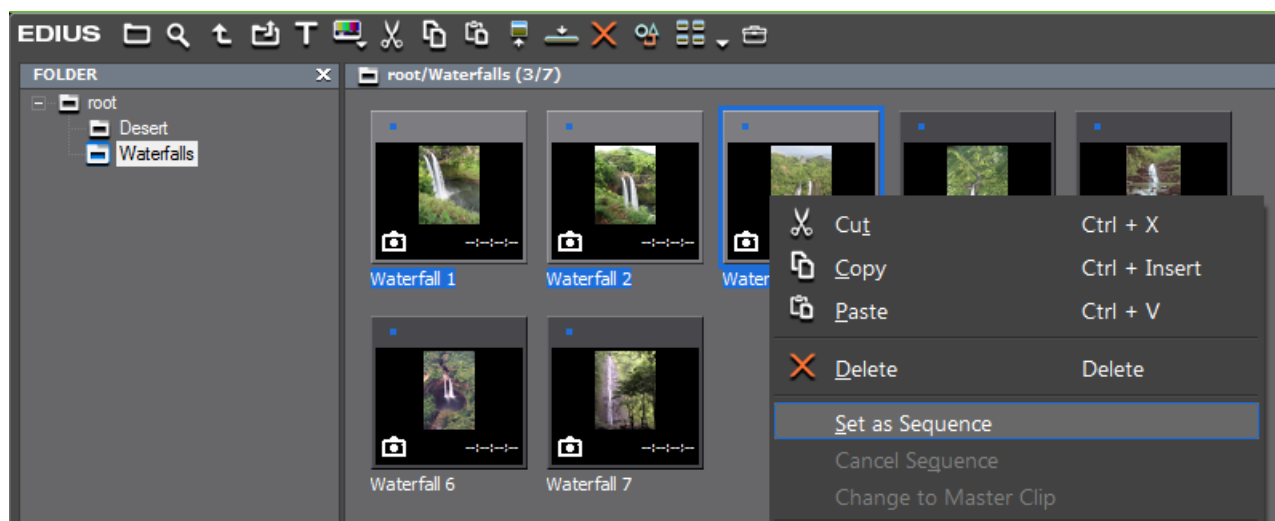 EDIUS
FOLDER X root/Waterfalls (3/7)
root
Desert
Waterfalls
--:--:--:-- --:--:--:--
Waterfall 1 Waterfall 2 Water
Cut Ctrl + X
Copy Ctrl + Insert
Paste Ctrl + V
Delete Delete
Set as Sequence
Cancel Sequence
Change to Master Clip
--:--:--:-- --:--:--:--
Waterfall 6 Waterfall 7